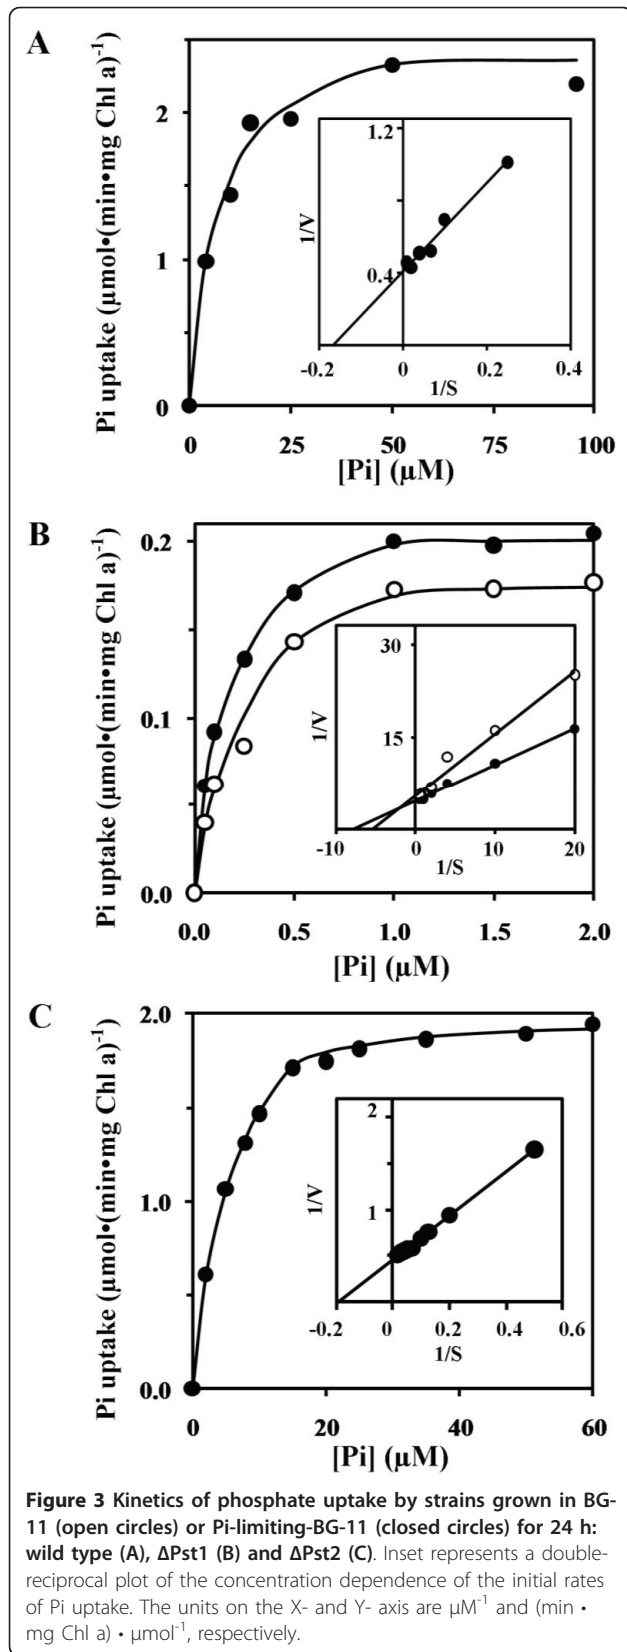 A
Pi uptake (µmol•(min•mg Chl a)⁻¹)
2
1
0
0 25 50 75 100
[Pi] (µM)
1/V
1.2
0.4
-0.2 0 0.2 0.4
1/S
B
Pi uptake (µmol•(min•mg Chl a)⁻¹)
0.2
0.1
0.0
0.0 0.5 1.0 1.5 2.0
[Pi] (µM)
1/V
30
15
-10 0 10 20
1/S
C
Pi uptake (µmol•(min•mg Chl a)⁻¹)
2.0
1.0
0.0
0 20 40 60
[Pi] (µM)
1/V
2
1
-0.2 0 0.2 0.4 0.6
1/S
Figure 3 Kinetics of phosphate uptake by strains grown in BG-
11 (open circles) or Pi-limiting-BG-11 (closed circles) for 24 h:
wild type (A), ΔPst1 (B) and ΔPst2 (C). Inset represents a double-
reciprocal plot of the concentration dependence of the initial rates
of Pi uptake. The units on the X- and Y- axis are µM⁻¹ and (min •
mg Chl a) • µmol⁻¹, respectively.